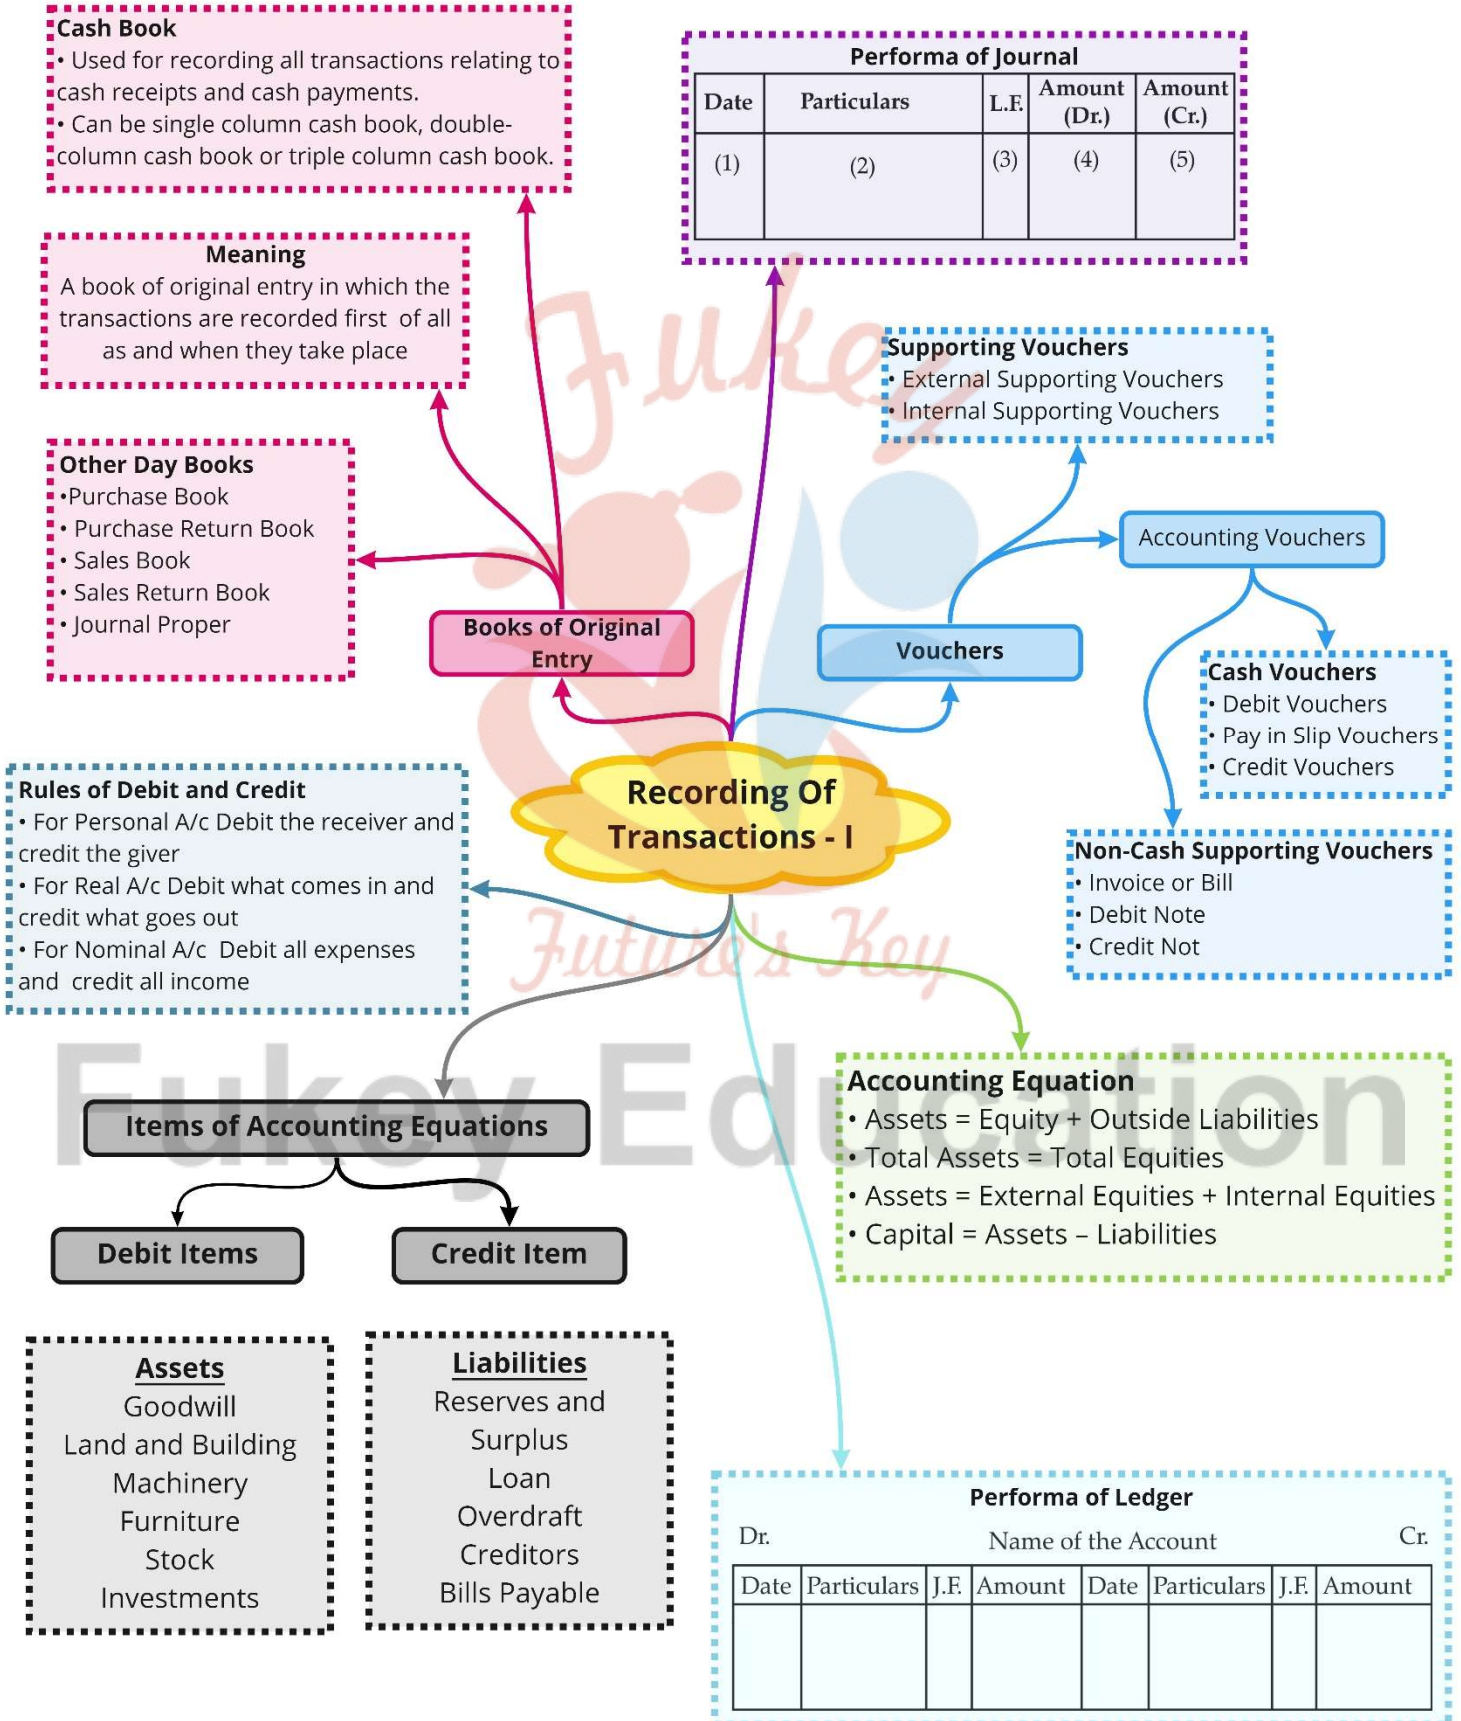 Cash Book
• Used for recording all transactions relating to
cash receipts and cash payments.
• Can be single column cash book, double-
column cash book or triple column cash book.
Performa of Journal
Date Particulars L.F. Amount (Dr.) Amount (Cr.)
(1) (2) (3) (4) (5)
Meaning
A book of original entry in which the
transactions are recorded first of all
as and when they take place
Supporting Vouchers
• External Supporting Vouchers
• Internal Supporting Vouchers
Other Day Books
•Purchase Book
• Purchase Return Book
• Sales Book
• Sales Return Book
• Journal Proper
Books of Original
Entry
Vouchers
Accounting Vouchers
Cash Vouchers
• Debit Vouchers
• Pay in Slip Vouchers
• Credit Vouchers
Non-Cash Supporting Vouchers
• Invoice or Bill
• Debit Note
• Credit Not
Recording Of
Transactions - I
Rules of Debit and Credit
• For Personal A/c Debit the receiver and
credit the giver
• For Real A/c Debit what comes in and
credit what goes out
• For Nominal A/c Debit all expenses
and credit all income
Fukey
Future's Key
Fukey Education
Accounting Equation
• Assets = Equity + Outside Liabilities
• Total Assets = Total Equities
• Assets = External Equities + Internal Equities
• Capital = Assets – Liabilities
Items of Accounting Equations
Debit Items
Credit Item
Assets
Goodwill
Land and Building
Machinery
Furniture
Stock
Investments
Liabilities
Reserves and
Surplus
Loan
Overdraft
Creditors
Bills Payable
Performa of Ledger
Dr. Name of the Account Cr.
Date Particulars J.F. Amount Date Particulars J.F. Amount